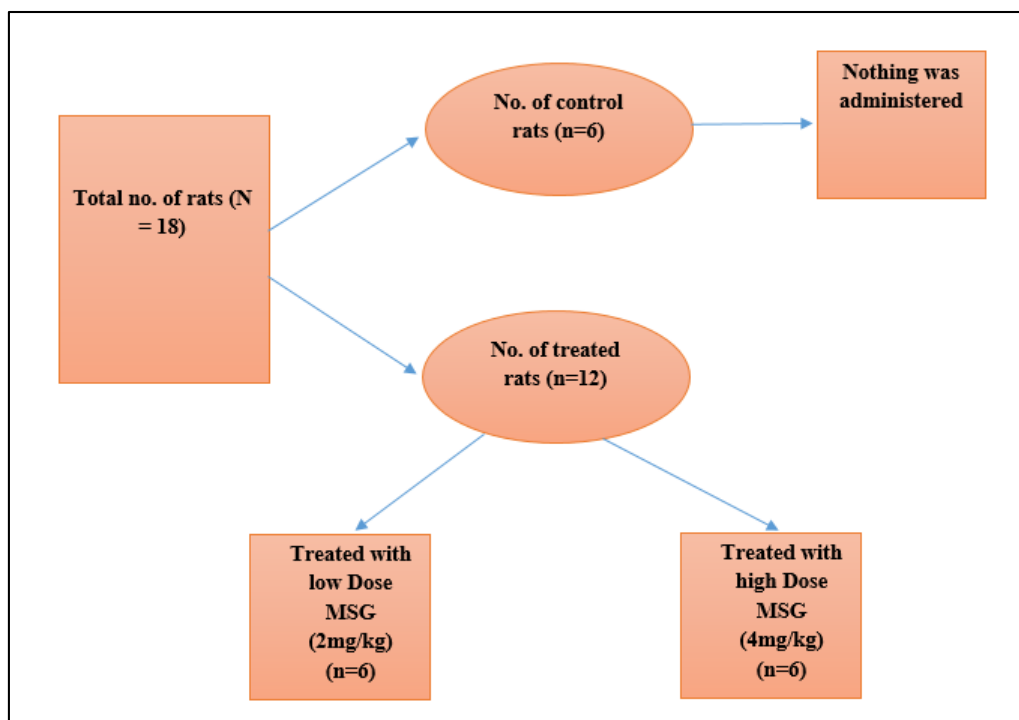 Total no. of rats (N
= 18)
No. of control
rats (n=6)
Nothing was
administered
No. of treated
rats (n=12)
Treated with
low Dose
MSG
(2mg/kg)
(n=6)
Treated with
high Dose
MSG
(4mg/kg)
(n=6)